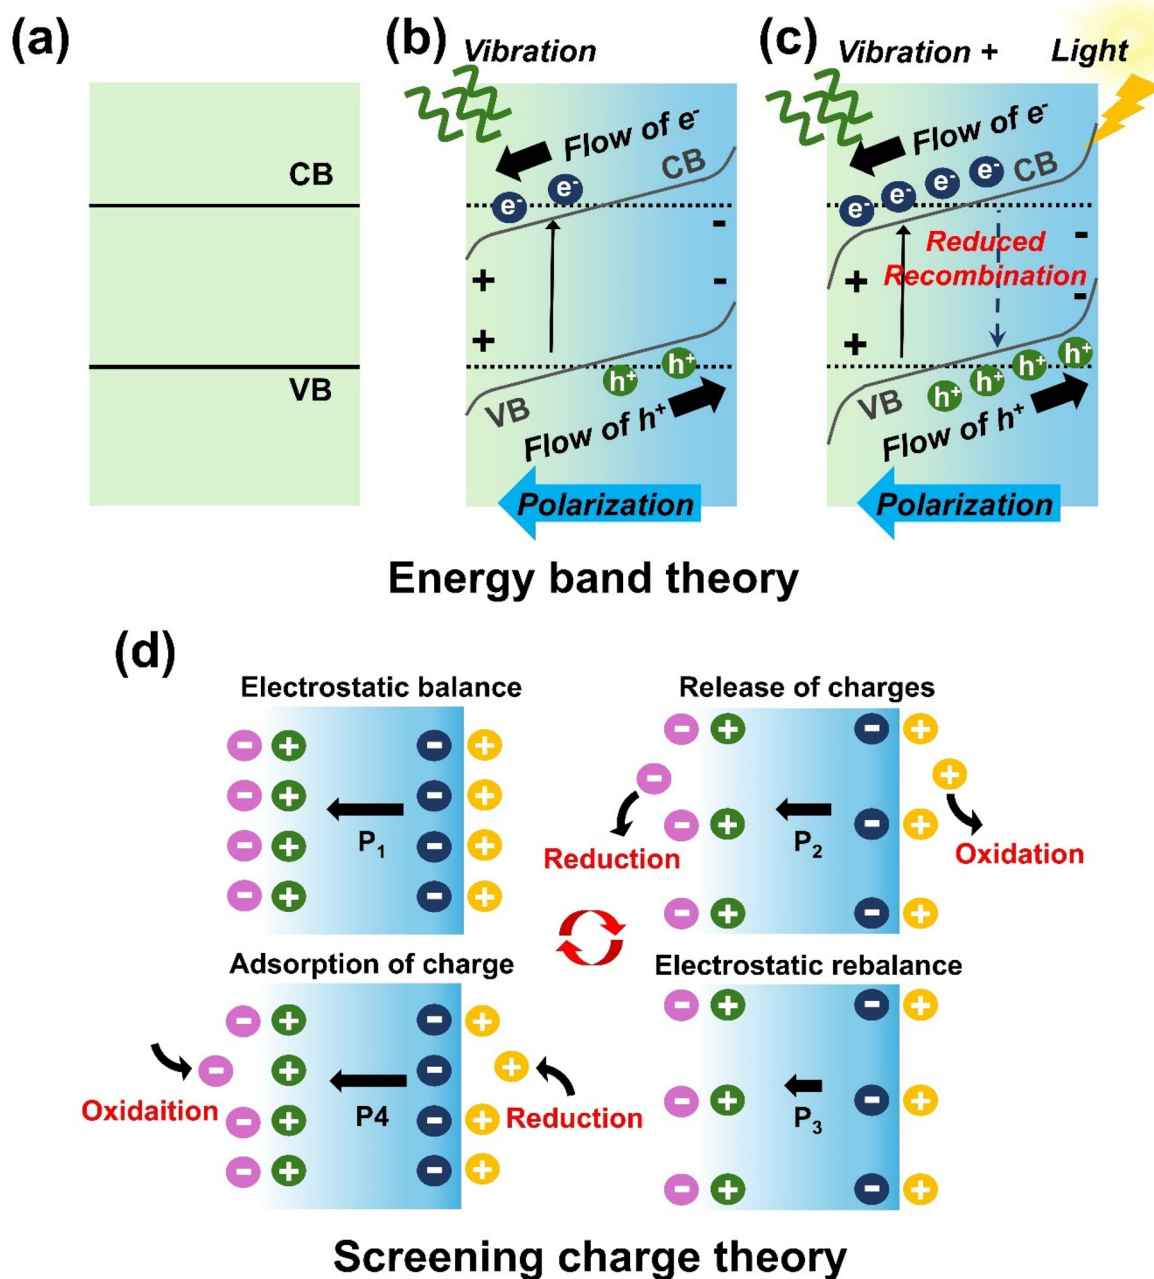 (a)
CB
VB
(b)
Vibration
Flow of e⁻
CB
e⁻ e⁻
-
+
-
+
h⁺ h⁺
VB
Flow of h⁺
Polarization
(c)
Vibration + Light
Flow of e⁻
CB
e⁻ e⁻ e⁻ e⁻
-
Reduced
Recombination
+
-
+
h⁺ h⁺ h⁺ h⁺
VB
Flow of h⁺
Polarization
Energy band theory
(d)
Electrostatic balance
- + - +
- + - +
P₁
- + - +
- + - +
Release of charges
- + - +
- +
- + - +
P₂
Reduction
Oxidation
- + - +
Adsorption of charge
- + - +
- + - +
Oxidaition
P4
- + - +
Reduction
- + - +
Electrostatic rebalance
- + - +
- + - +
P₃
- + - +
Screening charge theory